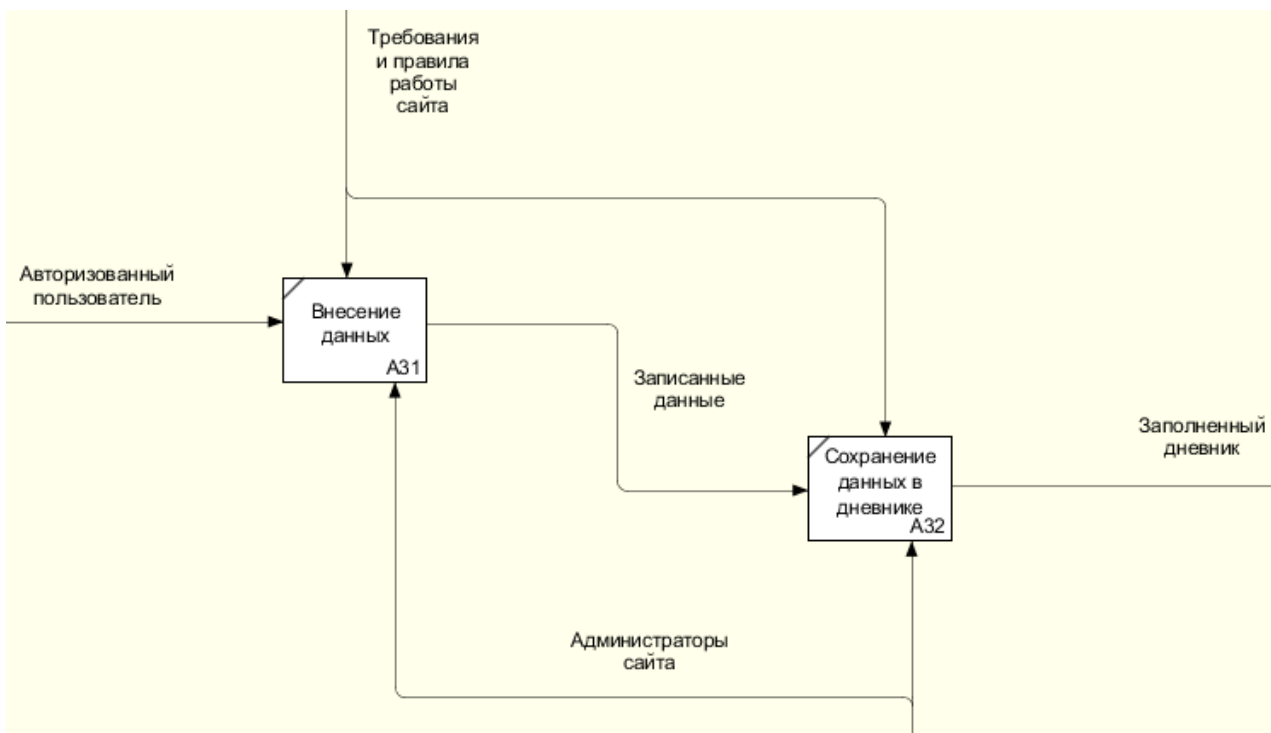 Требования
и правила
работы
сайта
Авторизованный
пользователь
Внесение
данных
A31
Записанные
данные
Заполненный
дневник
Сохранение
данных в
дневнике
A32
Администраторы
сайта